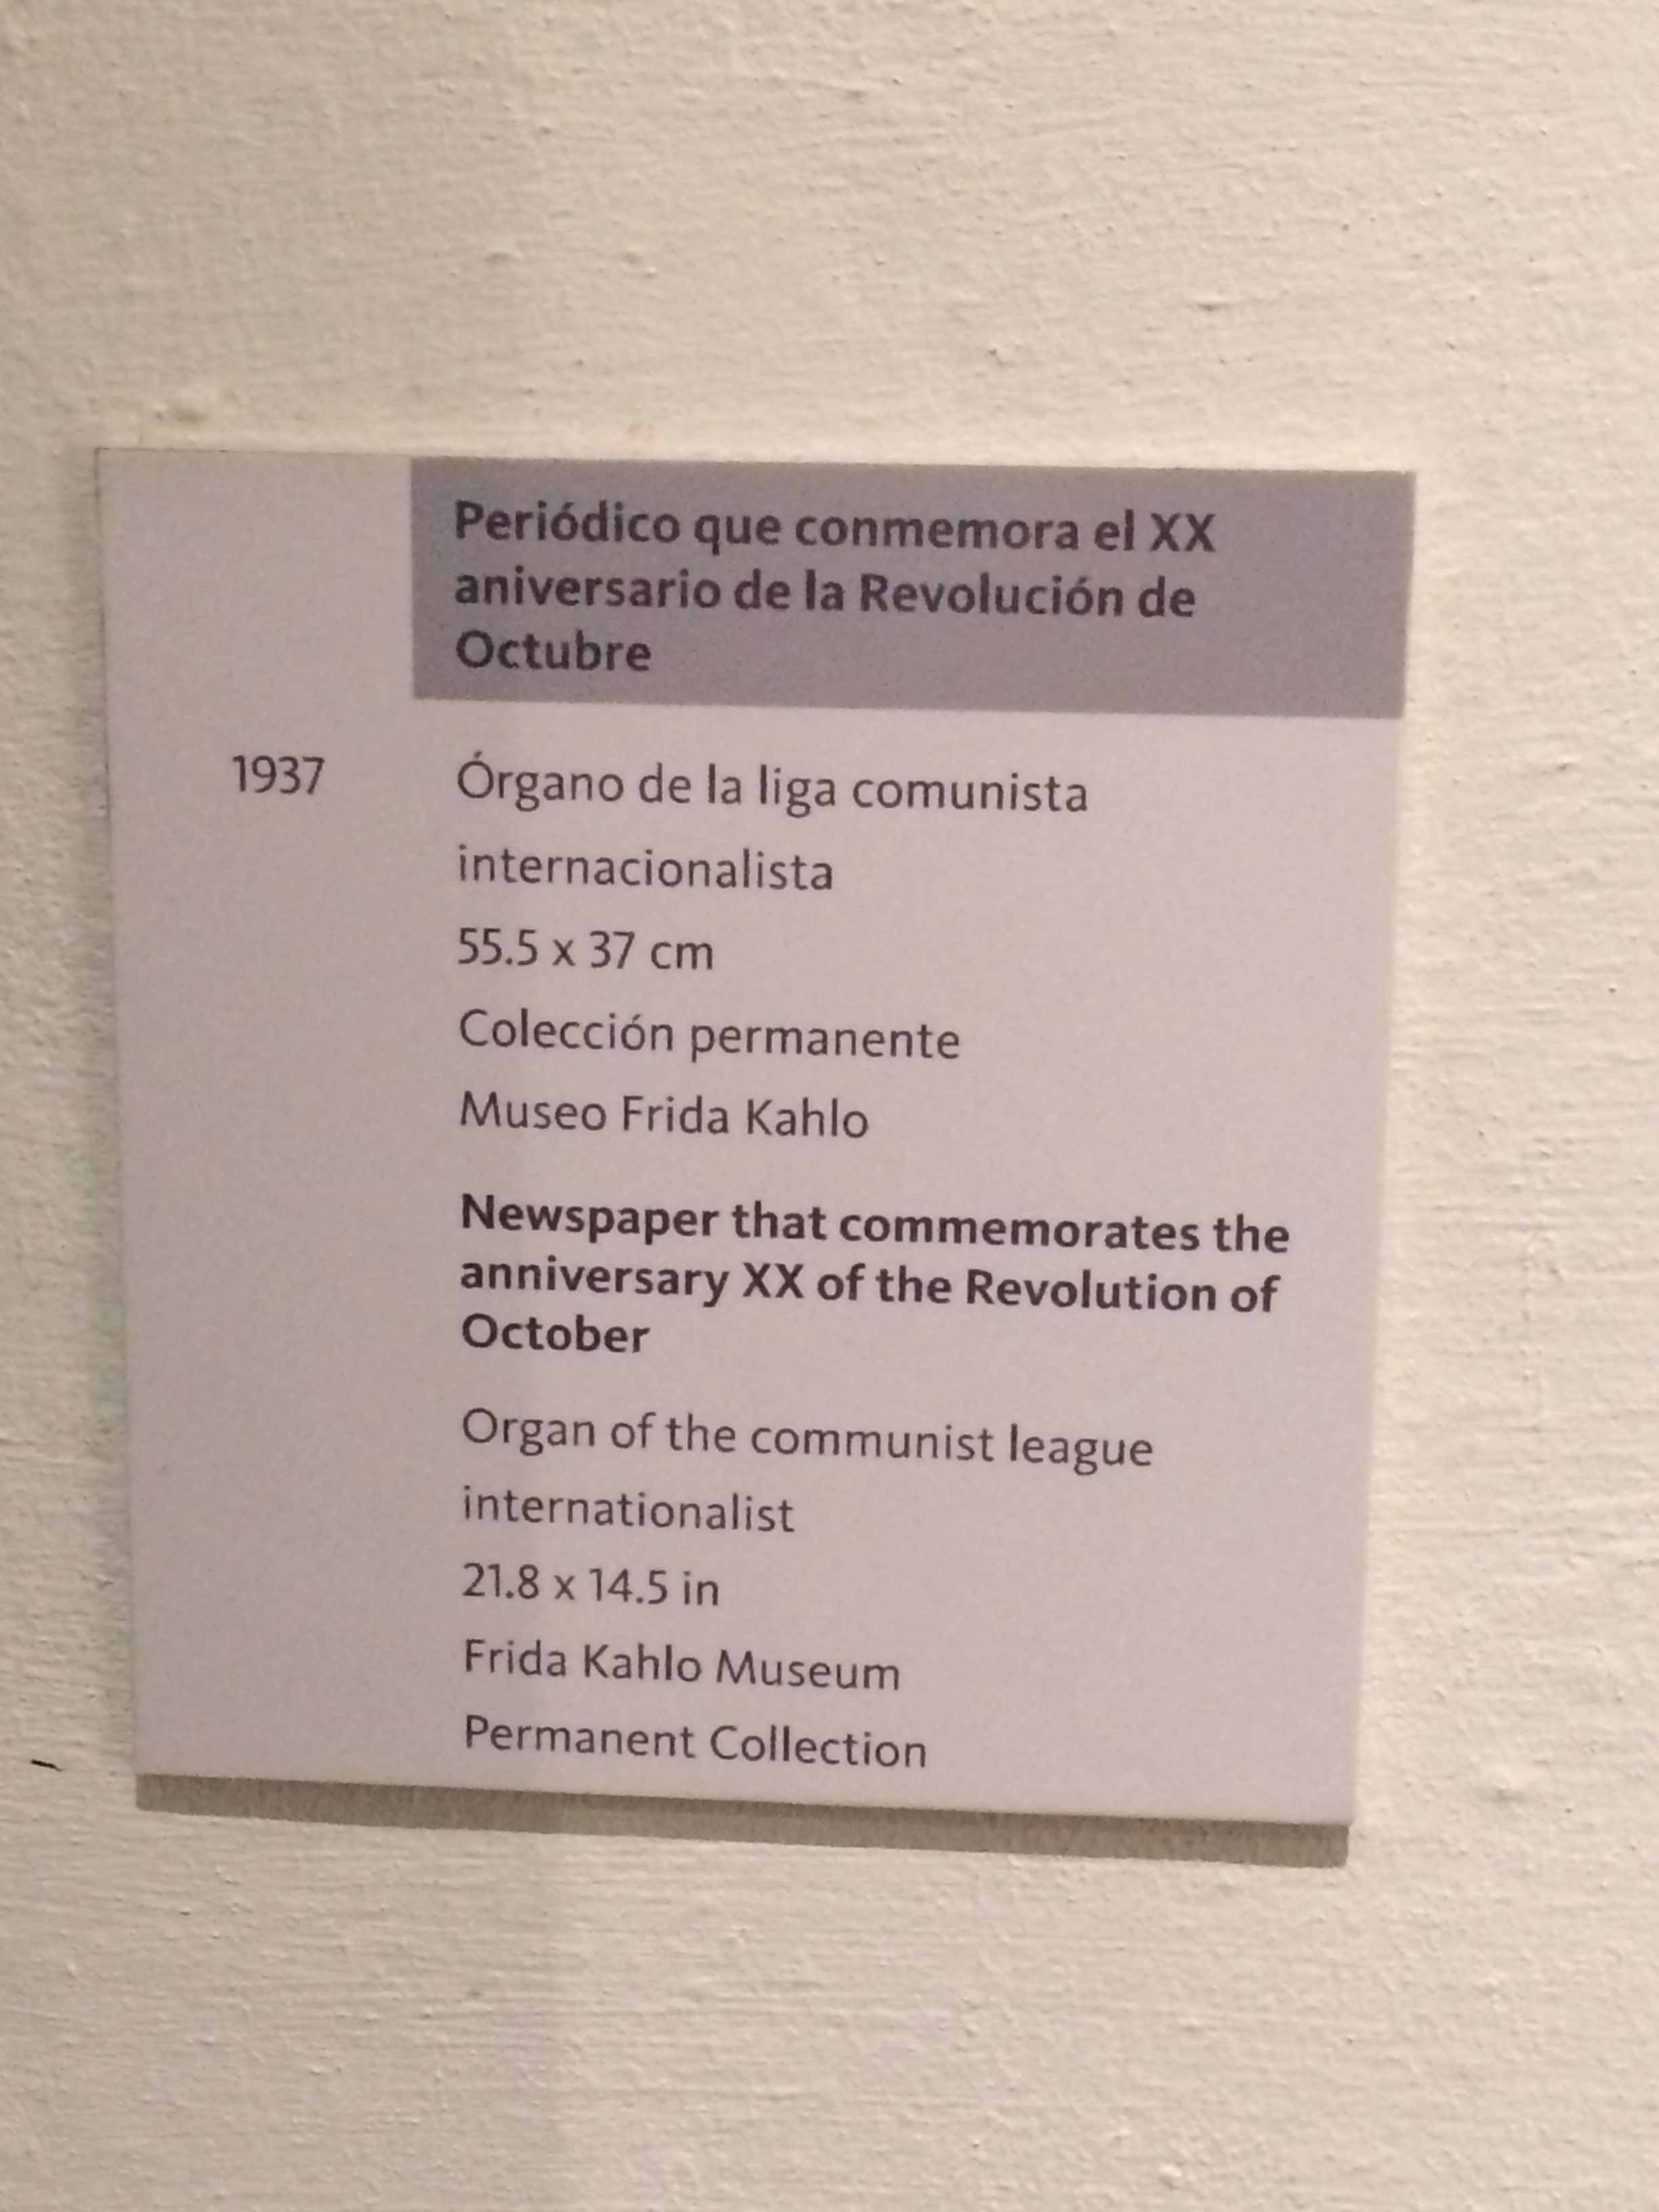 Periódico que conmemora el XX
aniversario de la Revolución de
Octubre
1937
Órgano de la liga comunista
internacionalista
55.5 x 37 cm
Colección permanente
Museo Frida Kahlo
Newspaper that commemorates the
anniversary XX of the Revolution of
October
Organ of the communist league
internationalist
21.8 x 14.5 in
Frida Kahlo Museum
Permanent Collection